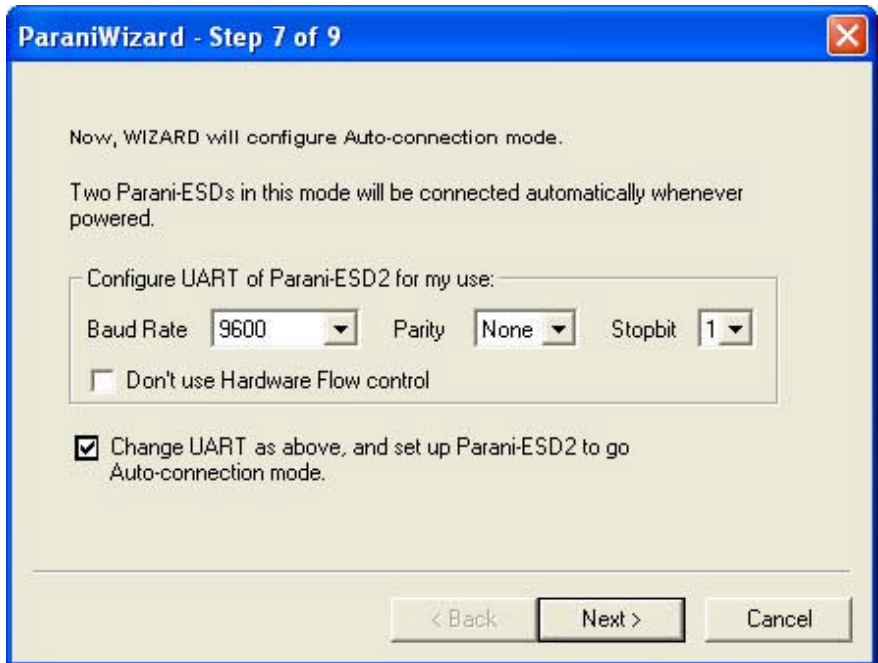 ParaniWizard - Step 7 of 9
Now, WIZARD will configure Auto-connection mode.
Two Parani-ESDs in this mode will be connected automatically whenever
powered.
Configure UART of Parani-ESD2 for my use:
Baud Rate 9600 Parity None Stopbit 1
Don't use Hardware Flow control
Change UART as above, and set up Parani-ESD2 to go
Auto-connection mode.
< Back Next > Cancel